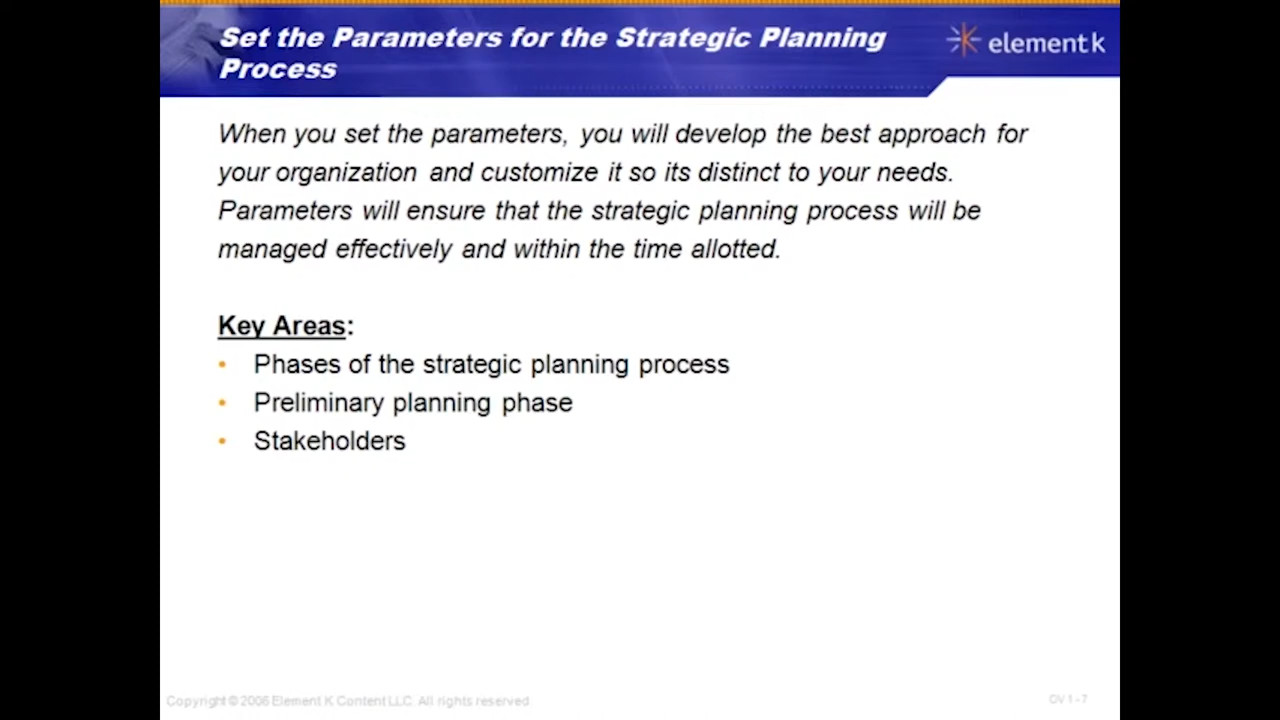 Set the Parameters for the Strategic Planning
Process
element k
When you set the parameters, you will develop the best approach for
your organization and customize it so its distinct to your needs.
Parameters will ensure that the strategic planning process will be
managed effectively and within the time allotted.
Key Areas:
• Phases of the strategic planning process
• Preliminary planning phase
• Stakeholders
Copyright © 2006 Element K Content LLC. All rights reserved.
OV 1 - 7